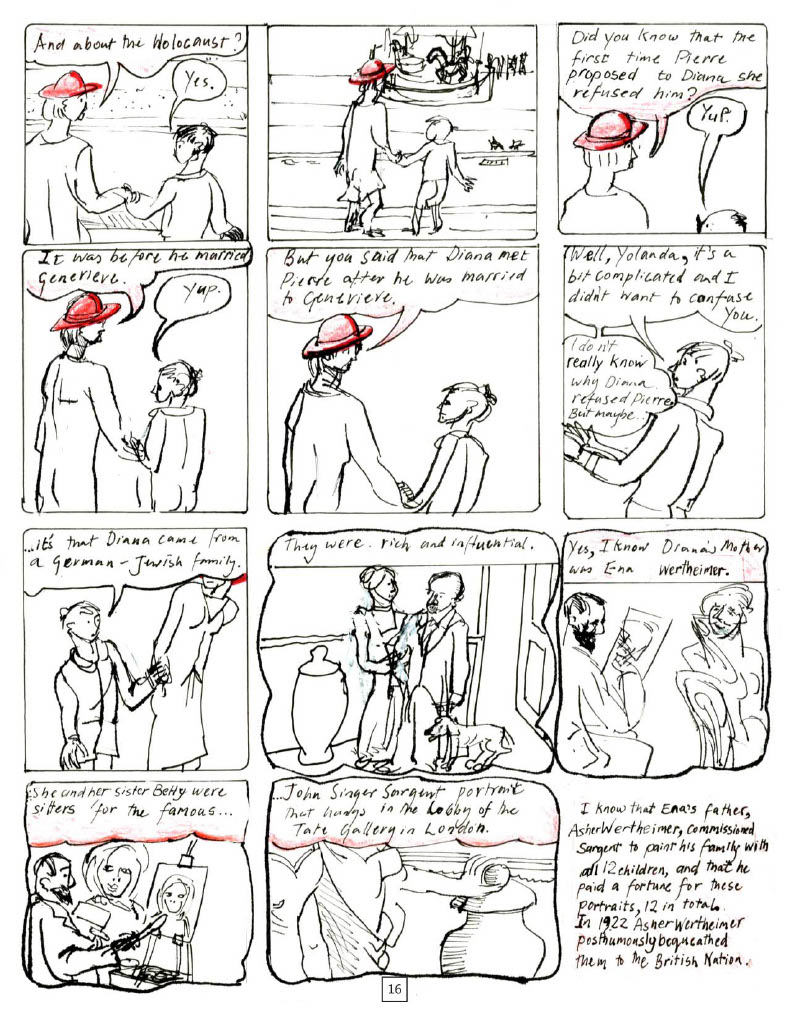 And about the Holocaust?
Yes.
Did you know that the
first time Pierre
proposed to Diana she
refused him?
Yup.
It was before he married
Genevieve.
Yup.
But you said that Diana met
Pierre after he was married
to Genevieve.
Well, Yolanda, it's a
bit complicated and I
didn't want to confuse
you.
I don't
really know
why Diana
refused Pierre.
But maybe...
...it's that Diana came from
a German-Jewish family.
They were rich and influential.
Yes, I know Diana's Mother
was Ena Wertheimer.
She and her sister Betty were
sitters for the famous...
...John Singer Sargent portrait
that hangs in the Lobby of the
Tate Gallery in London.
I know that Ena's father,
Asher Wertheimer, commissioned
Sargent to paint his family with
all 12 children, and that he
paid a fortune for these
portraits, 12 in total.
In 1922 Asher Wertheimer
posthumously bequeathed
them to the British Nation.
16